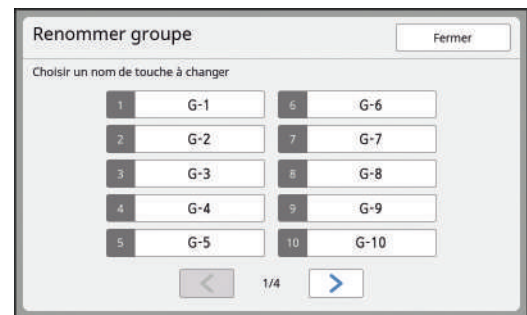 Renommer groupe
Fermer
Choisir un nom de touche à changer
1 G-1
2 G-2
3 G-3
4 G-4
5 G-5
6 G-6
7 G-7
8 G-8
9 G-9
10 G-10
1/4